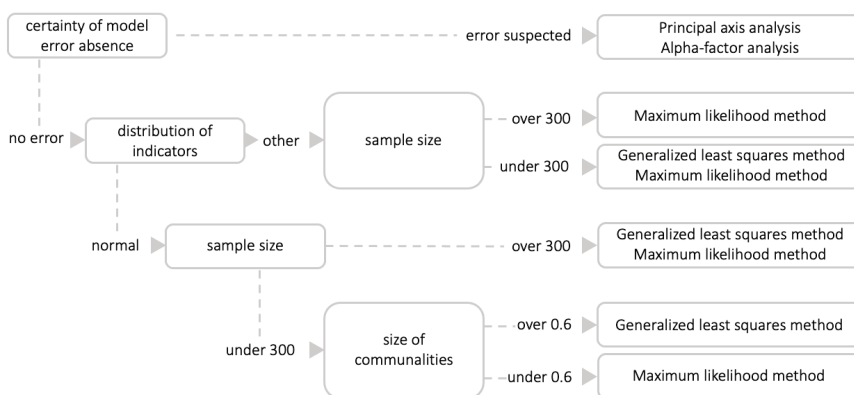 certainty of model
error absence
error suspected
Principal axis analysis
Alpha-factor analysis
no error
distribution of
indicators
other
sample size
over 300
Maximum likelihood method
under 300
Generalized least squares method
Maximum likelihood method
normal
sample size
over 300
Generalized least squares method
Maximum likelihood method
under 300
size of
communalities
over 0.6
Generalized least squares method
under 0.6
Maximum likelihood method